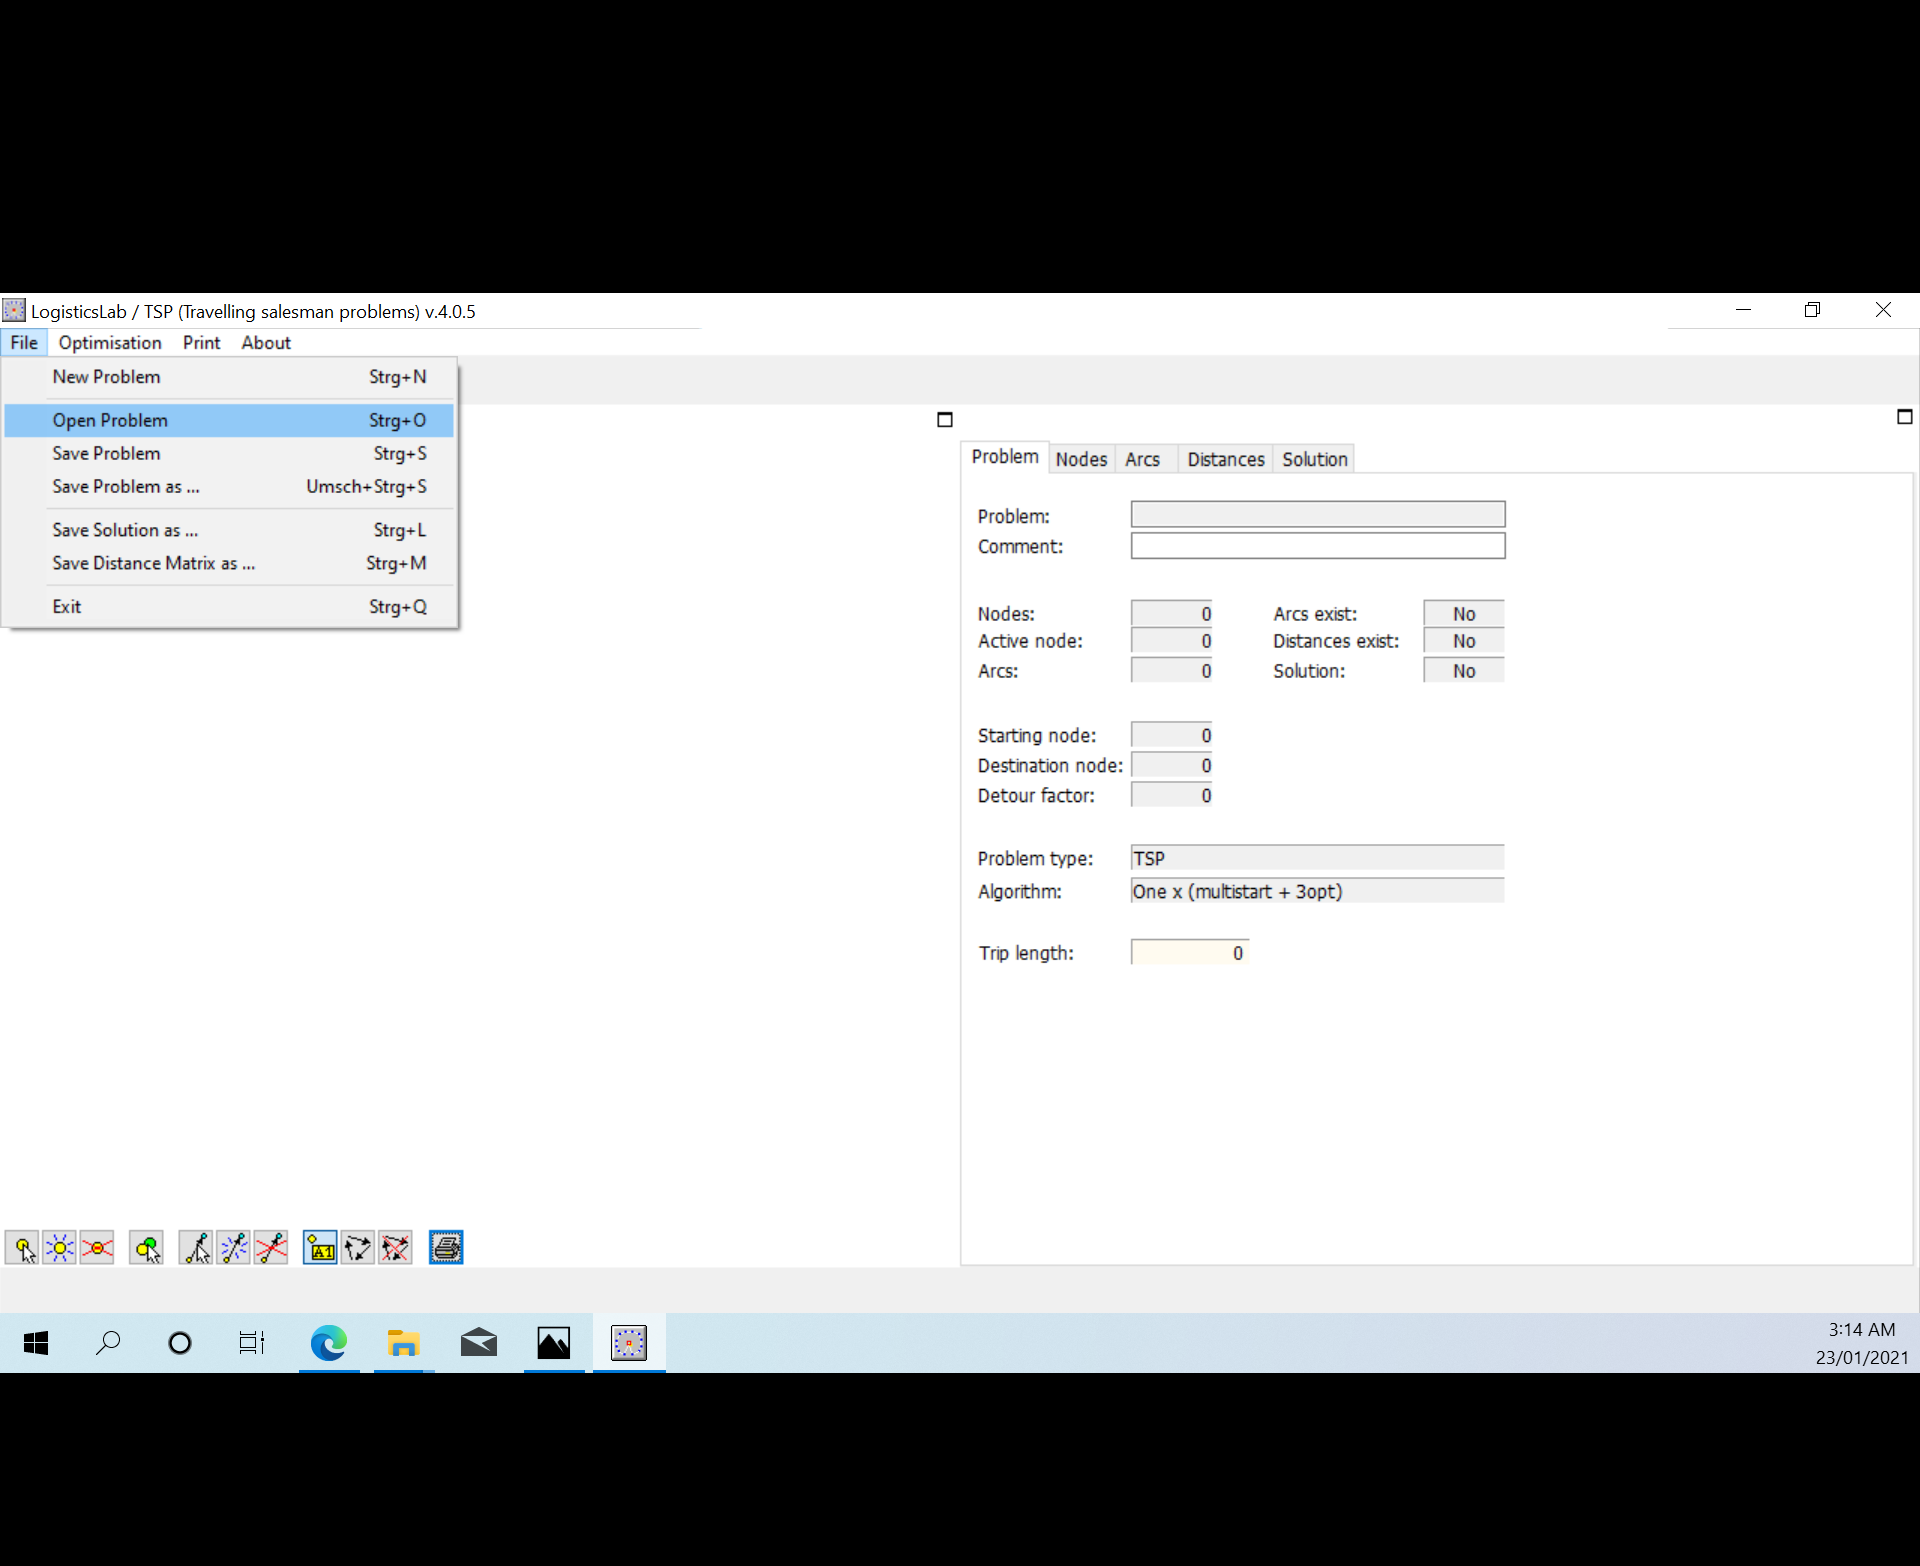 LogisticsLab / TSP (Travelling salesman problems) v.4.0.5
File Optimisation Print About
New Problem Strg+N
Open Problem Strg+O
Save Problem Strg+S
Save Problem as ... Umsch+Strg+S
Save Solution as ... Strg+L
Save Distance Matrix as ... Strg+M
Exit Strg+Q
Problem Nodes Arcs Distances Solution
Problem:
Comment:
Nodes: 0 Arcs exist: No
Active node: 0 Distances exist: No
Arcs: 0 Solution: No
Starting node: 0
Destination node: 0
Detour factor: 0
Problem type: TSP
Algorithm: One x (multistart + 3opt)
Trip length: 0
A1
3:14 AM
23/01/2021